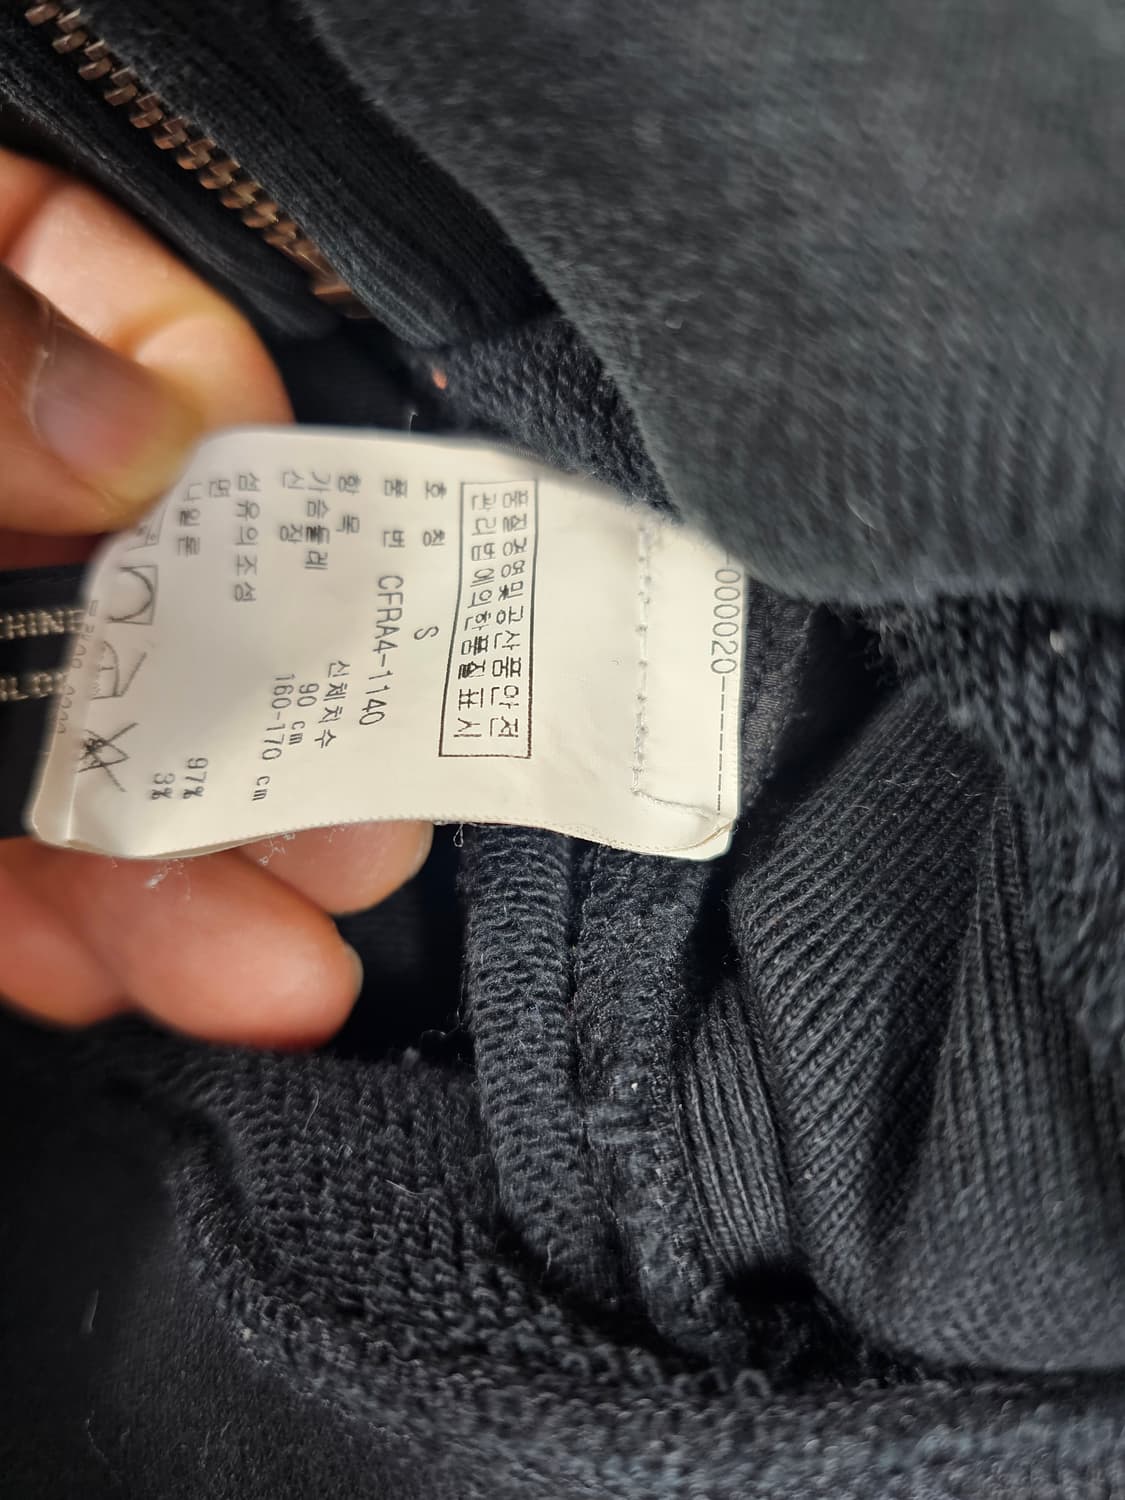 000020
품질경영및공산품안전
관리법에의한품질표시
호 칭 S
품 번 CFRA4-1140
항 목 신체치수
가슴둘레 90 cm
신 장 160-170 cm
섬유의조성
면 97%
나일론 3%